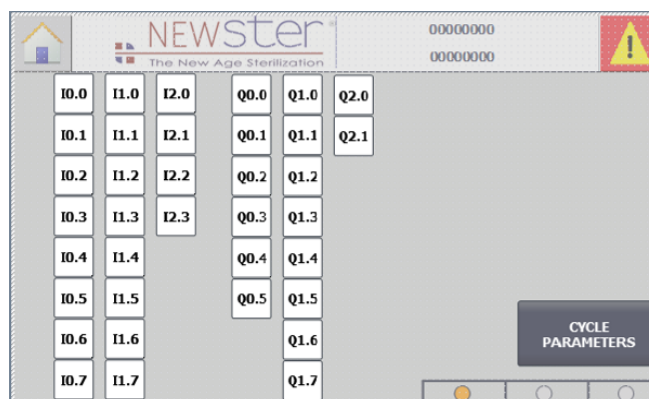 NEWSter
The New Age Sterilization
00000000
00000000
I0.0 I1.0 I2.0 Q0.0 Q1.0 Q2.0
I0.1 I1.1 I2.1 Q0.1 Q1.1 Q2.1
I0.2 I1.2 I2.2 Q0.2 Q1.2
I0.3 I1.3 I2.3 Q0.3 Q1.3
I0.4 I1.4 Q0.4 Q1.4
I0.5 I1.5 Q0.5 Q1.5
I0.6 I1.6 Q1.6
I0.7 I1.7 Q1.7
CYCLE
PARAMETERS